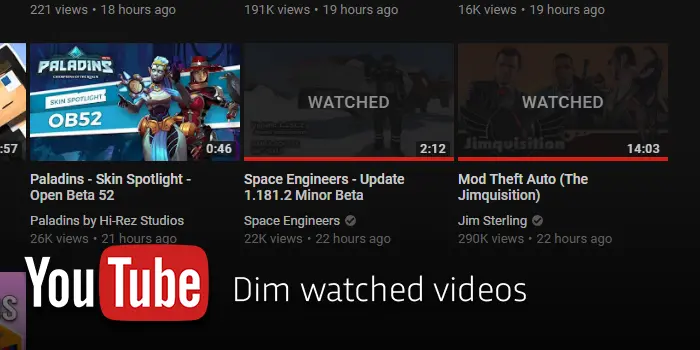 221 views • 18 hours ago
191K views • 19 hours ago
16K views • 19 hours ago
PALADINS
CHAMPIONS OF THE REALM
SKIN SPOTLIGHT
OB52
:57
0:46
WATCHED
2:12
WATCHED
Jimquisition
14:03
Paladins - Skin Spotlight -
Open Beta 52
Paladins by Hi-Rez Studios
26K views • 21 hours ago
Space Engineers - Update
1.181.2 Minor Beta
Space Engineers
22K views • 22 hours ago
Mod Theft Auto (The
Jimquisition)
Jim Sterling
290K views • 22 hours ago
YouTube
Dim watched videos